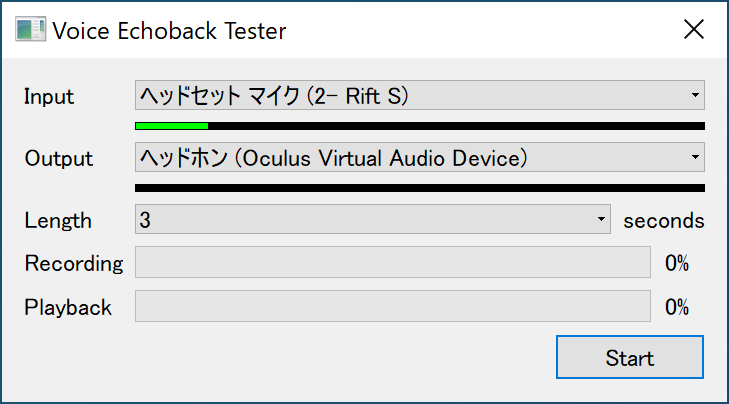 Voice Echoback Tester
Input ヘッドセット マイク (2- Rift S)
Output ヘッドホン (Oculus Virtual Audio Device)
Length 3 seconds
Recording 0%
Playback 0%
Start